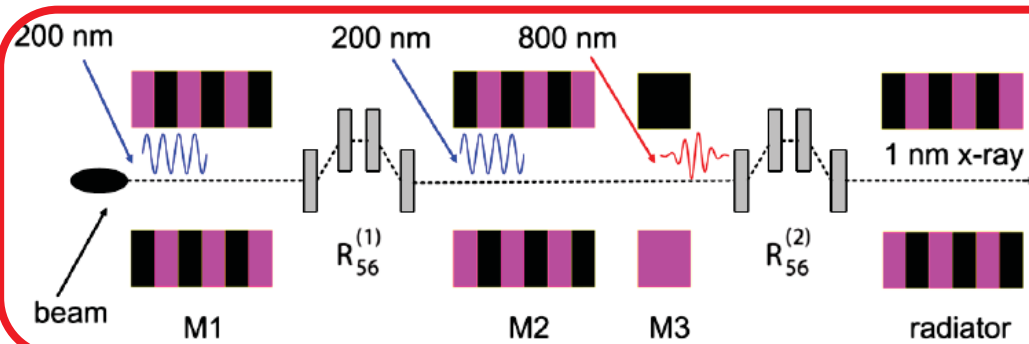 200 nm
200 nm
800 nm
1 nm x-ray
R₅₆⁽¹⁾
R₅₆⁽²⁾
beam
M1
M2
M3
radiator